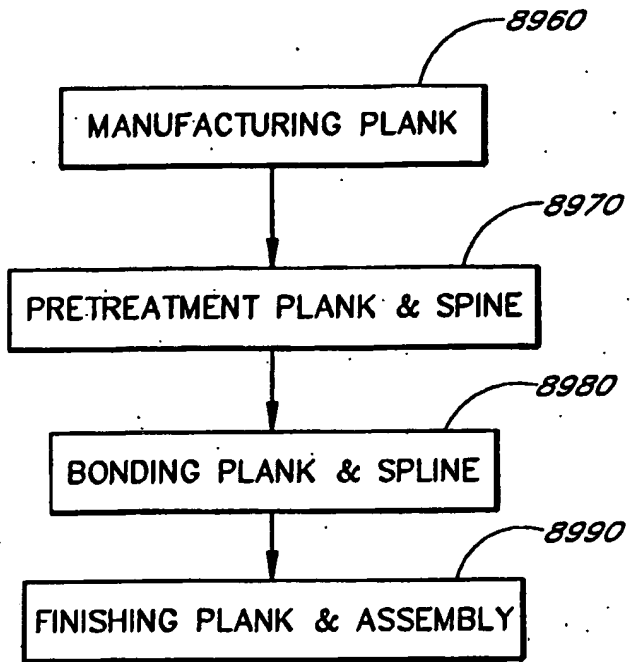 8960
MANUFACTURING PLANK
8970
PRETREATMENT PLANK & SPINE
8980
BONDING PLANK & SPLINE
8990
FINISHING PLANK & ASSEMBLY